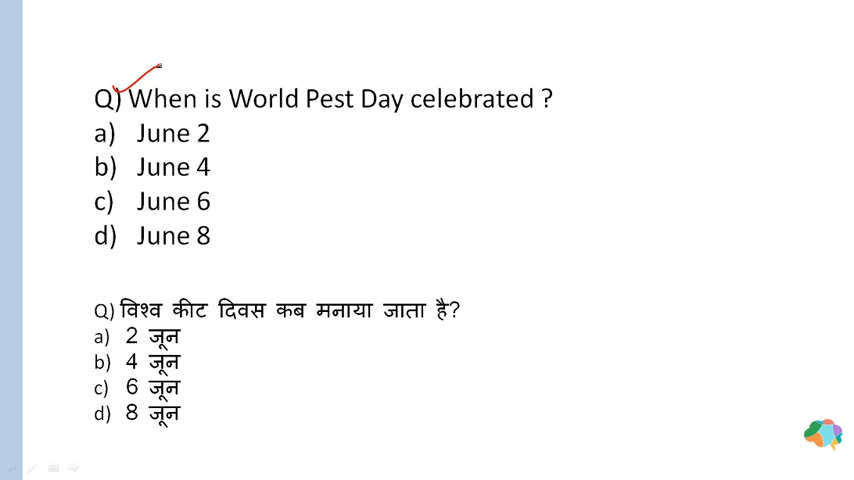 Q) When is World Pest Day celebrated ?
a) June 2
b) June 4
c) June 6
d) June 8
Q) विश्व कीट दिवस कब मनाया जाता है?
a) 2 जून
b) 4 जून
c) 6 जून
d) 8 जून